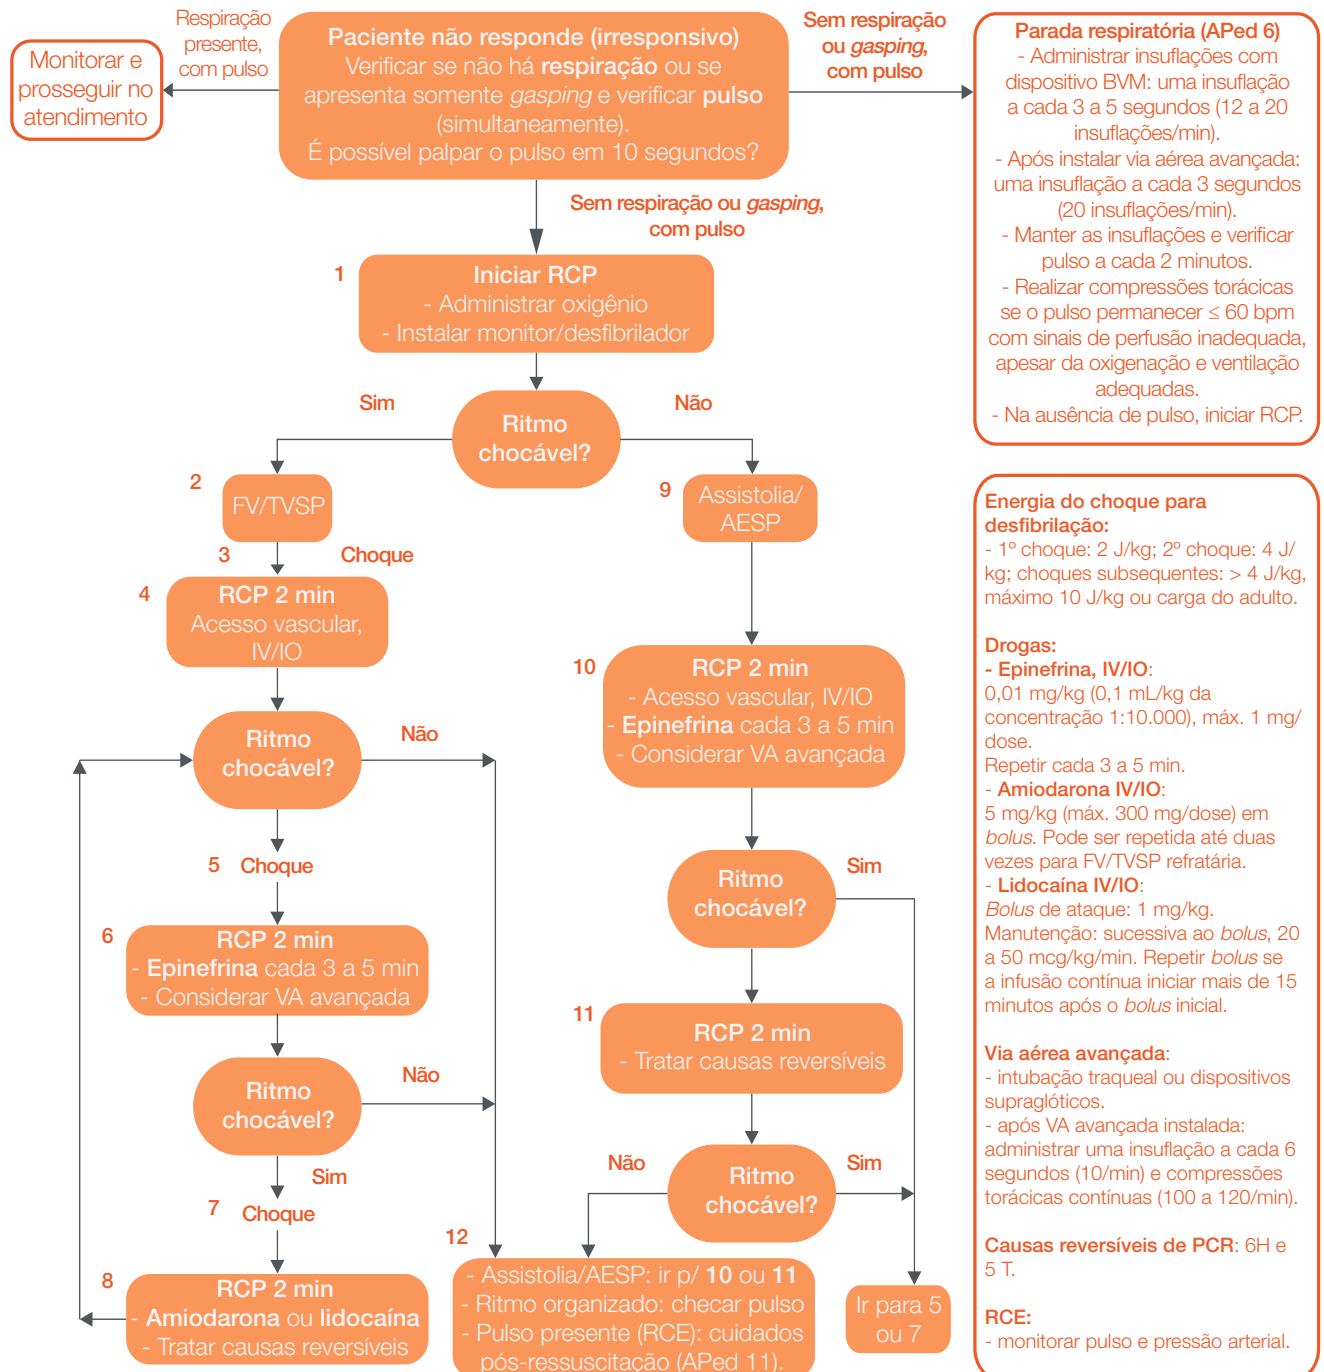 Respiração
presente,
com pulso
Monitorar e
prosseguir no
atendimento
Paciente não responde (irresponsivo)
Verificar se não há respiração ou se
apresenta somente gasping e verificar pulso
(simultaneamente).
É possível palpar o pulso em 10 segundos?
Sem respiração
ou gasping,
com pulso
Parada respiratória (APed 6)
- Administrar insuflações com
dispositivo BVM: uma insuflação
a cada 3 a 5 segundos (12 a 20
insuflações/min).
- Após instalar via aérea avançada:
uma insuflação a cada 3 segundos
(20 insuflações/min).
- Manter as insuflações e verificar
pulso a cada 2 minutos.
- Realizar compressões torácicas
se o pulso permanecer ≤ 60 bpm
com sinais de perfusão inadequada,
apesar da oxigenação e ventilação
adequadas.
- Na ausência de pulso, iniciar RCP.
Sem respiração ou gasping,
com pulso
1
Iniciar RCP
- Administrar oxigênio
- Instalar monitor/desfibrilador
Sim
Não
Ritmo
chocável?
2
FV/TVSP
3
Choque
4
RCP 2 min
Acesso vascular,
IV/IO
Ritmo
chocável?
Não
5
Choque
6
RCP 2 min
- Epinefrina cada 3 a 5 min
- Considerar VA avançada
Ritmo
chocável?
Não
Sim
7
Choque
8
RCP 2 min
- Amiodarona ou lidocaína
- Tratar causas reversíveis
9
Assistolia/
AESP
10
RCP 2 min
- Acesso vascular, IV/IO
- Epinefrina cada 3 a 5 min
- Considerar VA avançada
Ritmo
chocável?
Sim
11
RCP 2 min
- Tratar causas reversíveis
Não
Ritmo
chocável?
Sim
12
- Assistolia/AESP: ir p/ 10 ou 11
- Ritmo organizado: checar pulso
- Pulso presente (RCE): cuidados
pós-ressuscitação (APed 11).
Ir para 5
ou 7
Energia do choque para
desfibrilação:
- 1º choque: 2 J/kg; 2º choque: 4 J/
kg; choques subsequentes: > 4 J/kg,
máximo 10 J/kg ou carga do adulto.
Drogas:
- Epinefrina, IV/IO:
0,01 mg/kg (0,1 mL/kg da
concentração 1:10.000), máx. 1 mg/
dose.
Repetir cada 3 a 5 min.
- Amiodarona IV/IO:
5 mg/kg (máx. 300 mg/dose) em
bolus. Pode ser repetida até duas
vezes para FV/TVSP refratária.
- Lidocaína IV/IO:
Bolus de ataque: 1 mg/kg.
Manutenção: sucessiva ao bolus, 20
a 50 mcg/kg/min. Repetir bolus se
a infusão contínua iniciar mais de 15
minutos após o bolus inicial.
Via aérea avançada:
- intubação traqueal ou dispositivos
supraglóticos.
- após VA avançada instalada:
administrar uma insuflação a cada 6
segundos (10/min) e compressões
torácicas contínuas (100 a 120/min).
Causas reversíveis de PCR: 6H e
5 T.
RCE:
- monitorar pulso e pressão arterial.